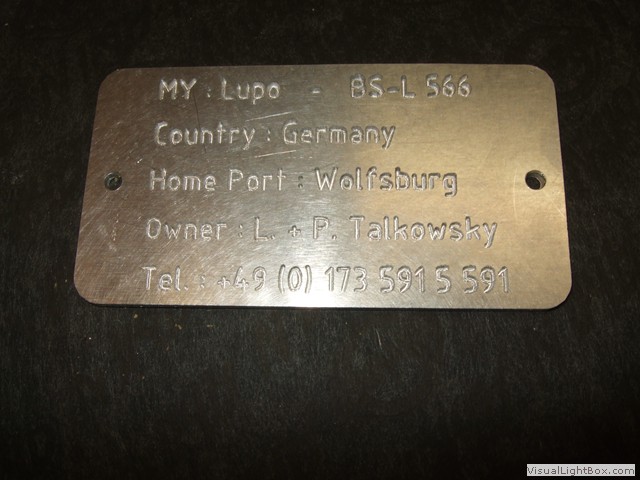 MY : Lupo - BS-L 566
Country : Germany
Home Port : Wolfsburg
Owner : L. + P. Talkowsky
Tel. : +49 (0) 173 591 5 591
VisualLightBox.com